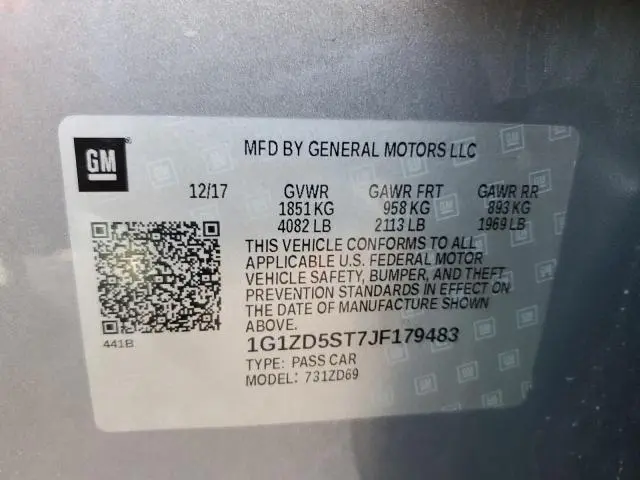 GM
MFD BY GENERAL MOTORS LLC
12/17 GVWR GAWR FRT GAWR RR
1851 KG 958 KG 893 KG
4082 LB 2113 LB 1969 LB
THIS VEHICLE CONFORMS TO ALL
APPLICABLE U.S. FEDERAL MOTOR
VEHICLE SAFETY, BUMPER, AND THEFT
PREVENTION STANDARDS IN EFFECT ON
THE DATE OF MANUFACTURE SHOWN
ABOVE.
441B
1G1ZD5ST7JF179483
TYPE: PASS CAR
MODEL: 731ZD69